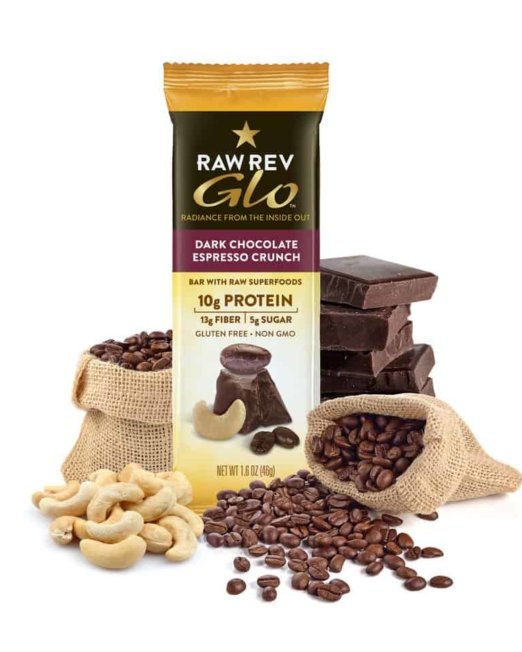 RAW REV
Glo™
RADIANCE FROM THE INSIDE OUT
DARK CHOCOLATE
ESPRESSO CRUNCH
BAR WITH RAW SUPERFOODS
10g PROTEIN
13g FIBER | 5g SUGAR
GLUTEN FREE • NON GMO
NET WT 1.6 OZ (46g)